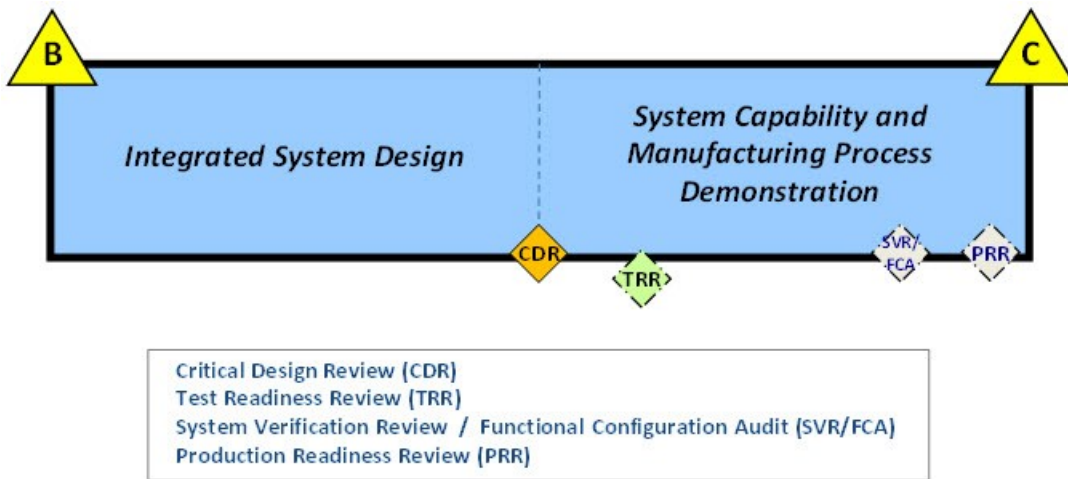 B
C
Integrated System Design
System Capability and
Manufacturing Process
Demonstration
CDR
TRR
SVR/
FCA
PRR
Critical Design Review (CDR)
Test Readiness Review (TRR)
System Verification Review / Functional Configuration Audit (SVR/FCA)
Production Readiness Review (PRR)